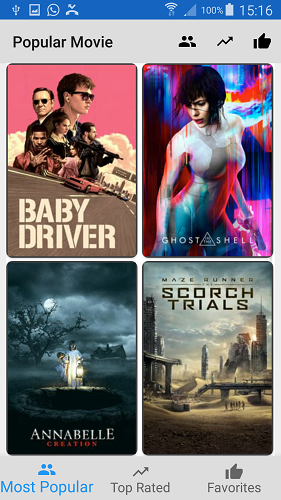 100% 15:16
Popular Movie
BABY
DRIVER
GHOST IN THE SHELL
ANNABELLE
CREATION
MAZE RUNNER
SCORCH
TRIALS
Most Popular
Top Rated
Favorites